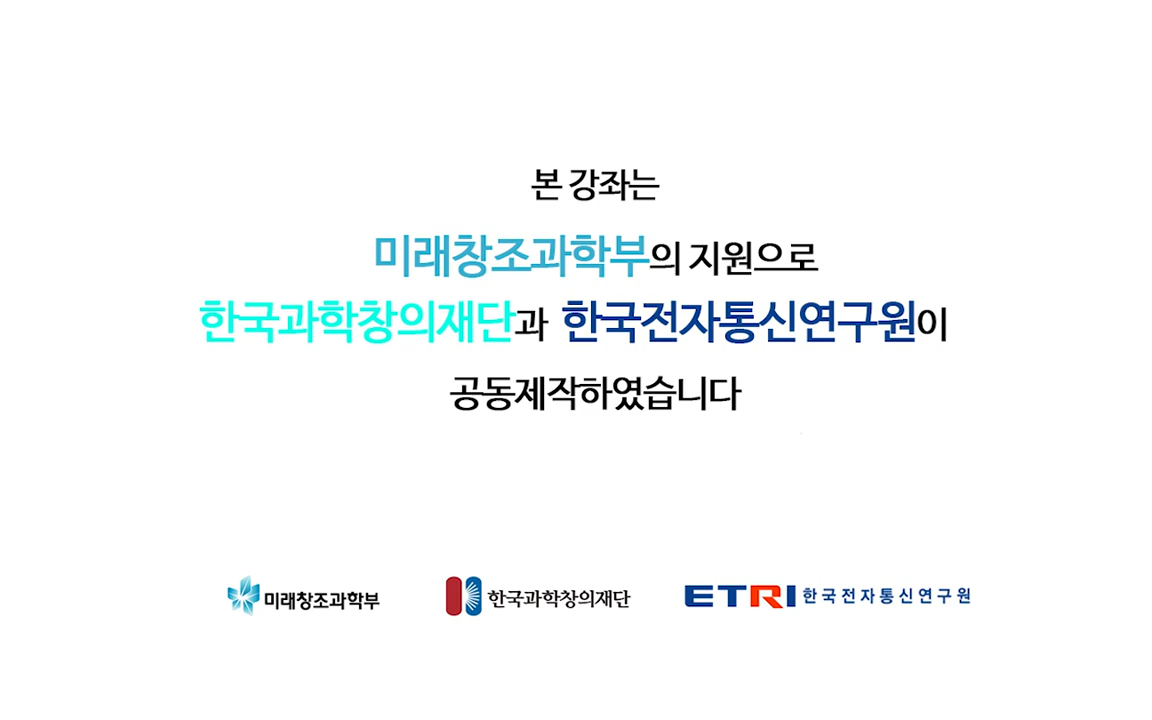 본 강좌는
미래창조과학부의 지원으로
한국과학창의재단과 한국전자통신연구원이
공동제작하였습니다
미래창조과학부 한국과학창의재단 ETRI 한국전자통신연구원